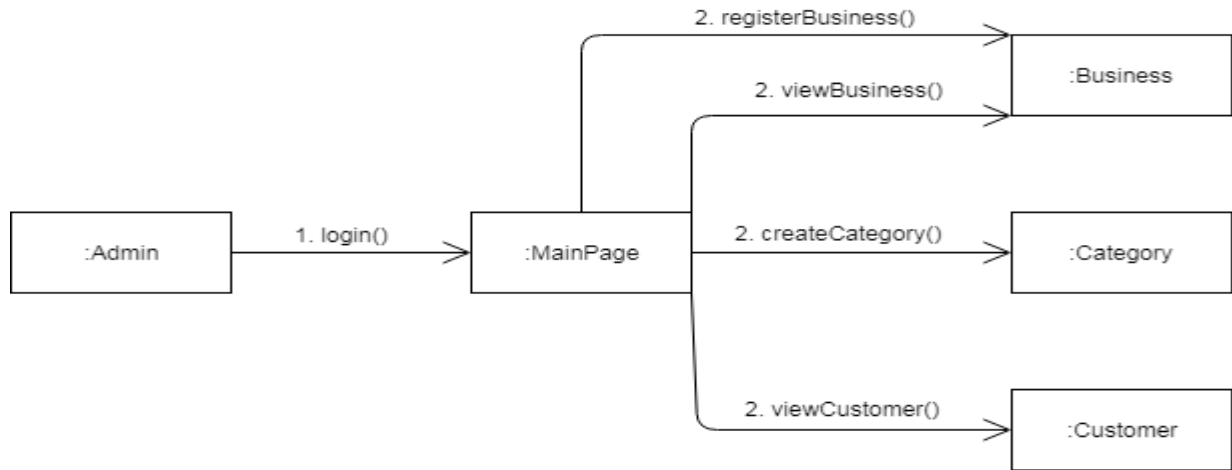 2. registerBusiness()
:Business
2. viewBusiness()
:Admin
1. login()
:MainPage
2. createCategory()
:Category
2. viewCustomer()
:Customer